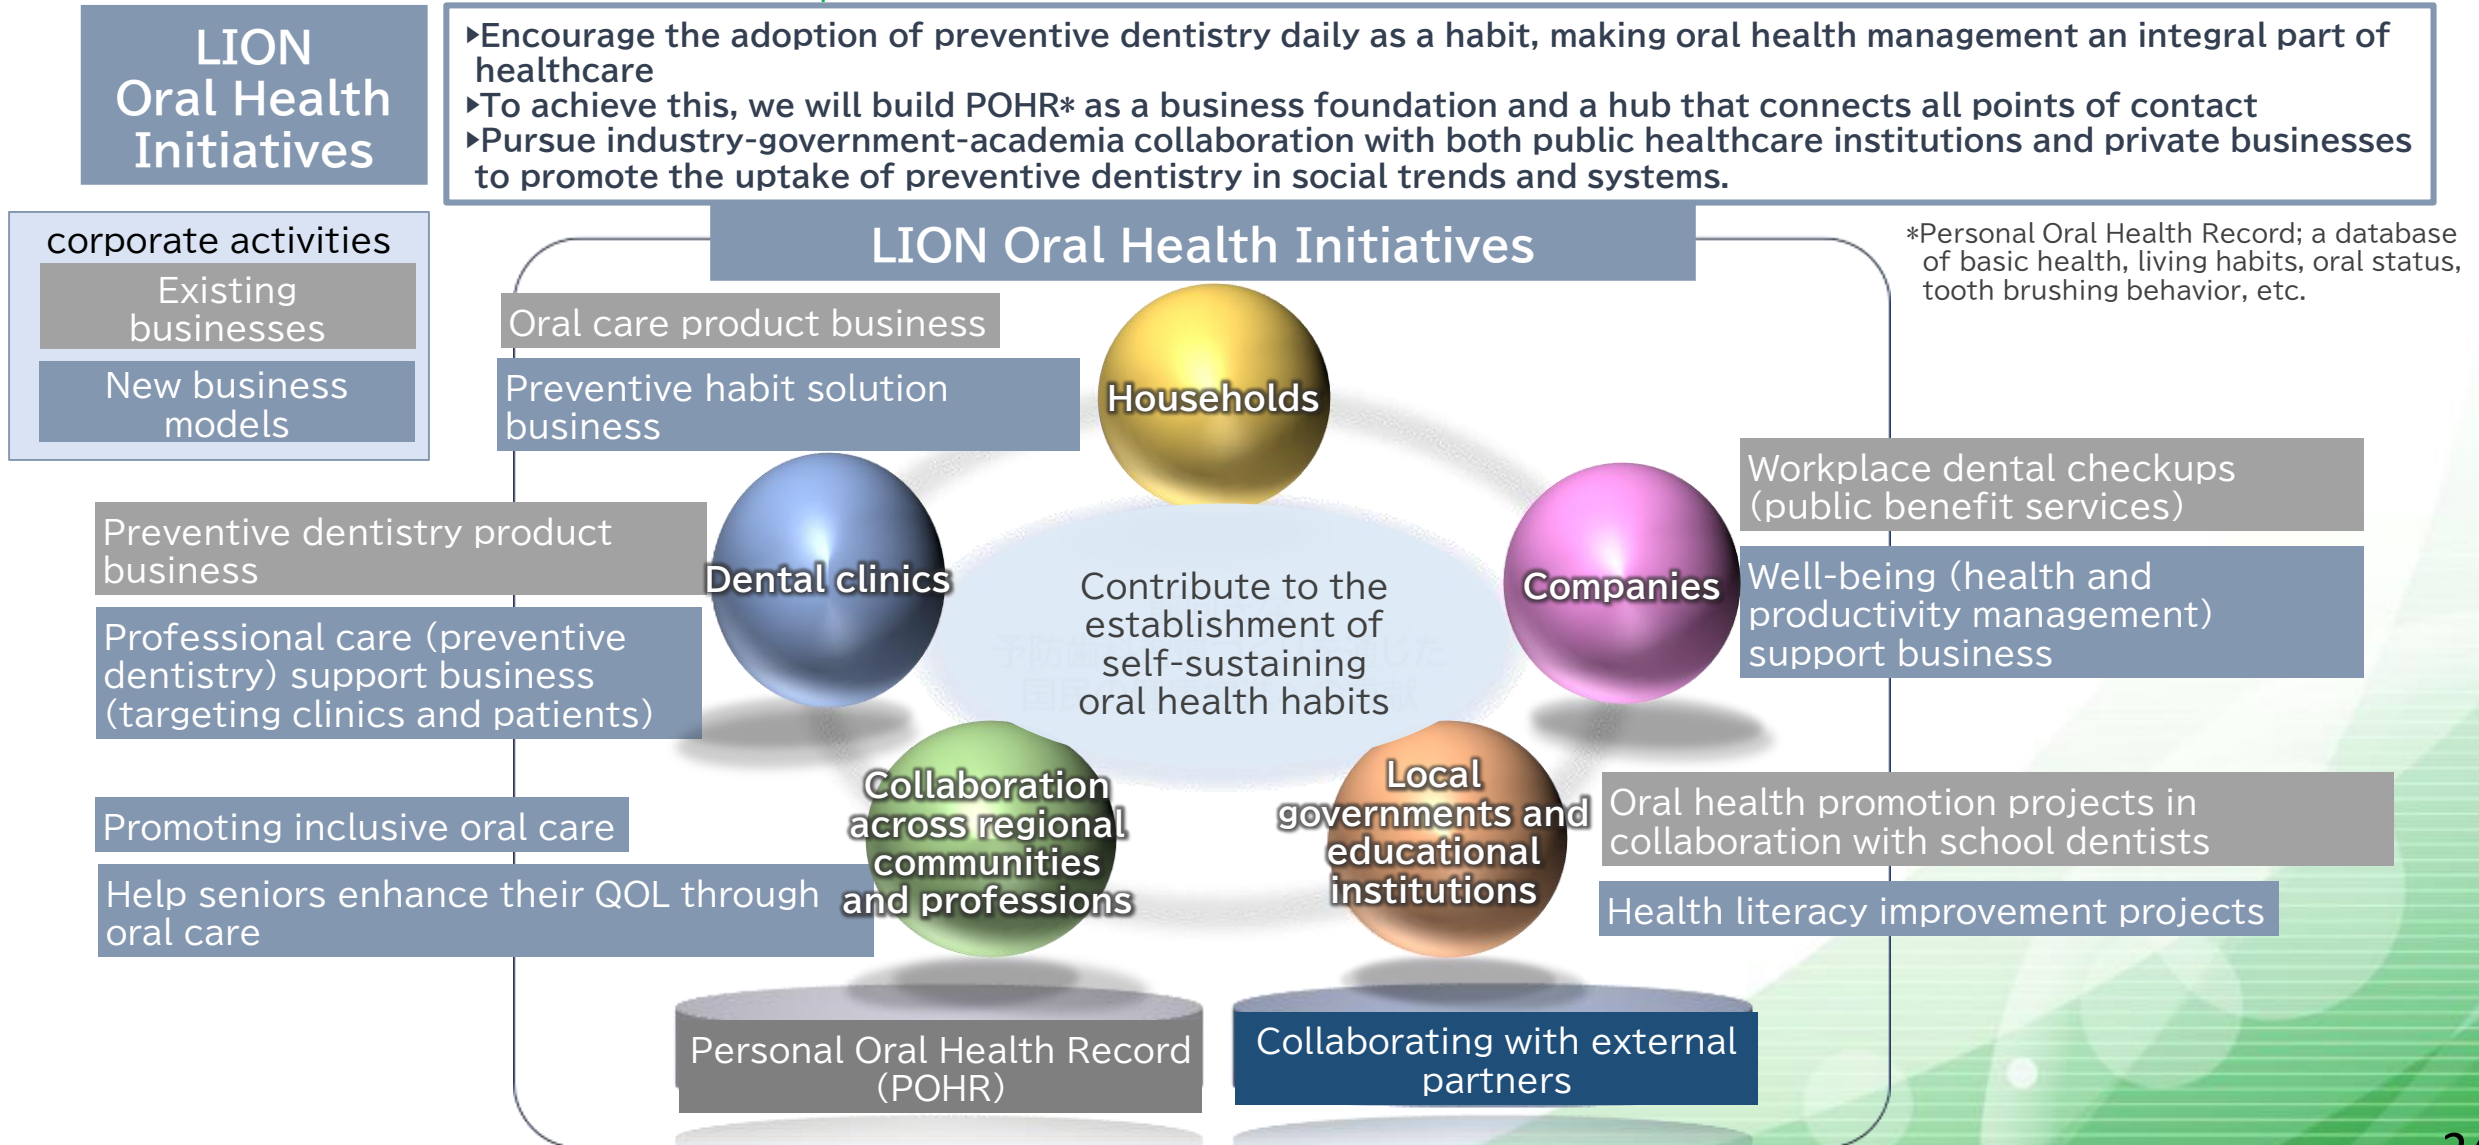 LION
Oral Health
Initiatives
▶Encourage the adoption of preventive dentistry daily as a habit, making oral health management an integral part of
healthcare
▶To achieve this, we will build POHR* as a business foundation and a hub that connects all points of contact
▶Pursue industry-government-academia collaboration with both public healthcare institutions and private businesses
to promote the uptake of preventive dentistry in social trends and systems.
corporate activities
Existing
businesses
New business
models
LION Oral Health Initiatives
*Personal Oral Health Record; a database
of basic health, living habits, oral status,
tooth brushing behavior, etc.
Oral care product business
Preventive habit solution
business
Households
Preventive dentistry product
business
Professional care (preventive
dentistry) support business
(targeting clinics and patients)
Dental clinics
Contribute to the
establishment of
self-sustaining
oral health habits
Companies
Workplace dental checkups
(public benefit services)
Well-being (health and
productivity management)
support business
Promoting inclusive oral care
Help seniors enhance their QOL through
oral care
Collaboration
across regional
communities
and professions
Local
governments and
educational
institutions
Oral health promotion projects in
collaboration with school dentists
Health literacy improvement projects
Personal Oral Health Record
(POHR)
Collaborating with external
partners